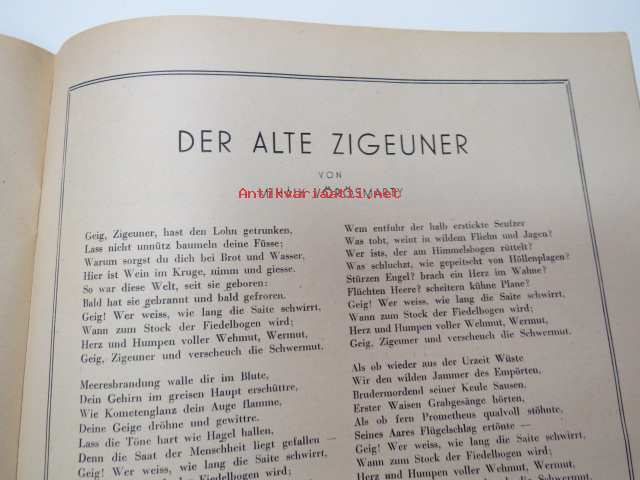 DER ALTE ZIGEUNER
VON
MIHÁLY VÖRÖSMARTY
Antikvariaatti.net
Geig, Zigeuner, hast den Lohn getrunken,
Lass nicht unnütz baumeln deine Füsse;
Warum sorgst du dich bei Brot und Wasser,
Hier ist Wein im Kruge, nimm und giesse.
So war diese Welt, seit sie geboren:
Bald hat sie gebrannt und bald gefroren.
Geig! Wer weiss, wie lang die Saite schwirrt,
Wann zum Stock der Fiedelbogen wird;
Herz und Humpen voller Wehmut, Wermut,
Geig, Zigeuner und verscheuch die Schwermut.
Meeresbrandung walle dir im Blute,
Dein Gehirn im greisen Haupt erschüttre,
Wie Kometenglanz dein Auge flamme,
Deine Geige dröhne und gewittre.
Lass die Töne hart wie Hagel hallen,
Denn die Saat der Menschheit liegt gefallen —
Geig! Wer weiss, wie lang die Saite schwirrt,
Wann zum Stock der Fiedelbogen wird;
Wem entfuhr der halb erstickte Seufzer
Was tobt, weint in wildem Fliehn und Jagen?
Wer ists, der am Himmelsbogen rüttelt?
Was schluchzt, wie gepeitscht von Höllenplagen?
Stürzen Engel? brach ein Herz im Wahne?
Flüchten Heere? scheitern kühne Plane?
Geig! Wer weiss, wie lang die Saite schwirrt,
Wann zum Stock der Fiedelbogen wird;
Herz und Humpen voller Wehmut, Wermut,
Geig, Zigeuner und verscheuch die Schwermut.
Als ob wieder aus der Urzeit Wüste
Wir den wilden Jammer des Empörten,
Brudermordend seiner Keule Sausen,
Erster Waisen Grabgesänge hörten,
Als ob fern Prometheus qualvoll stöhnte,
Seines Aares Flügelschlag ertönte —
Geig! Wer weiss, wie lang die Saite schwirrt,
Wann zum Stock der Fiedelbogen wird;
Herz und Humpen voller Wehmut, Wermut,